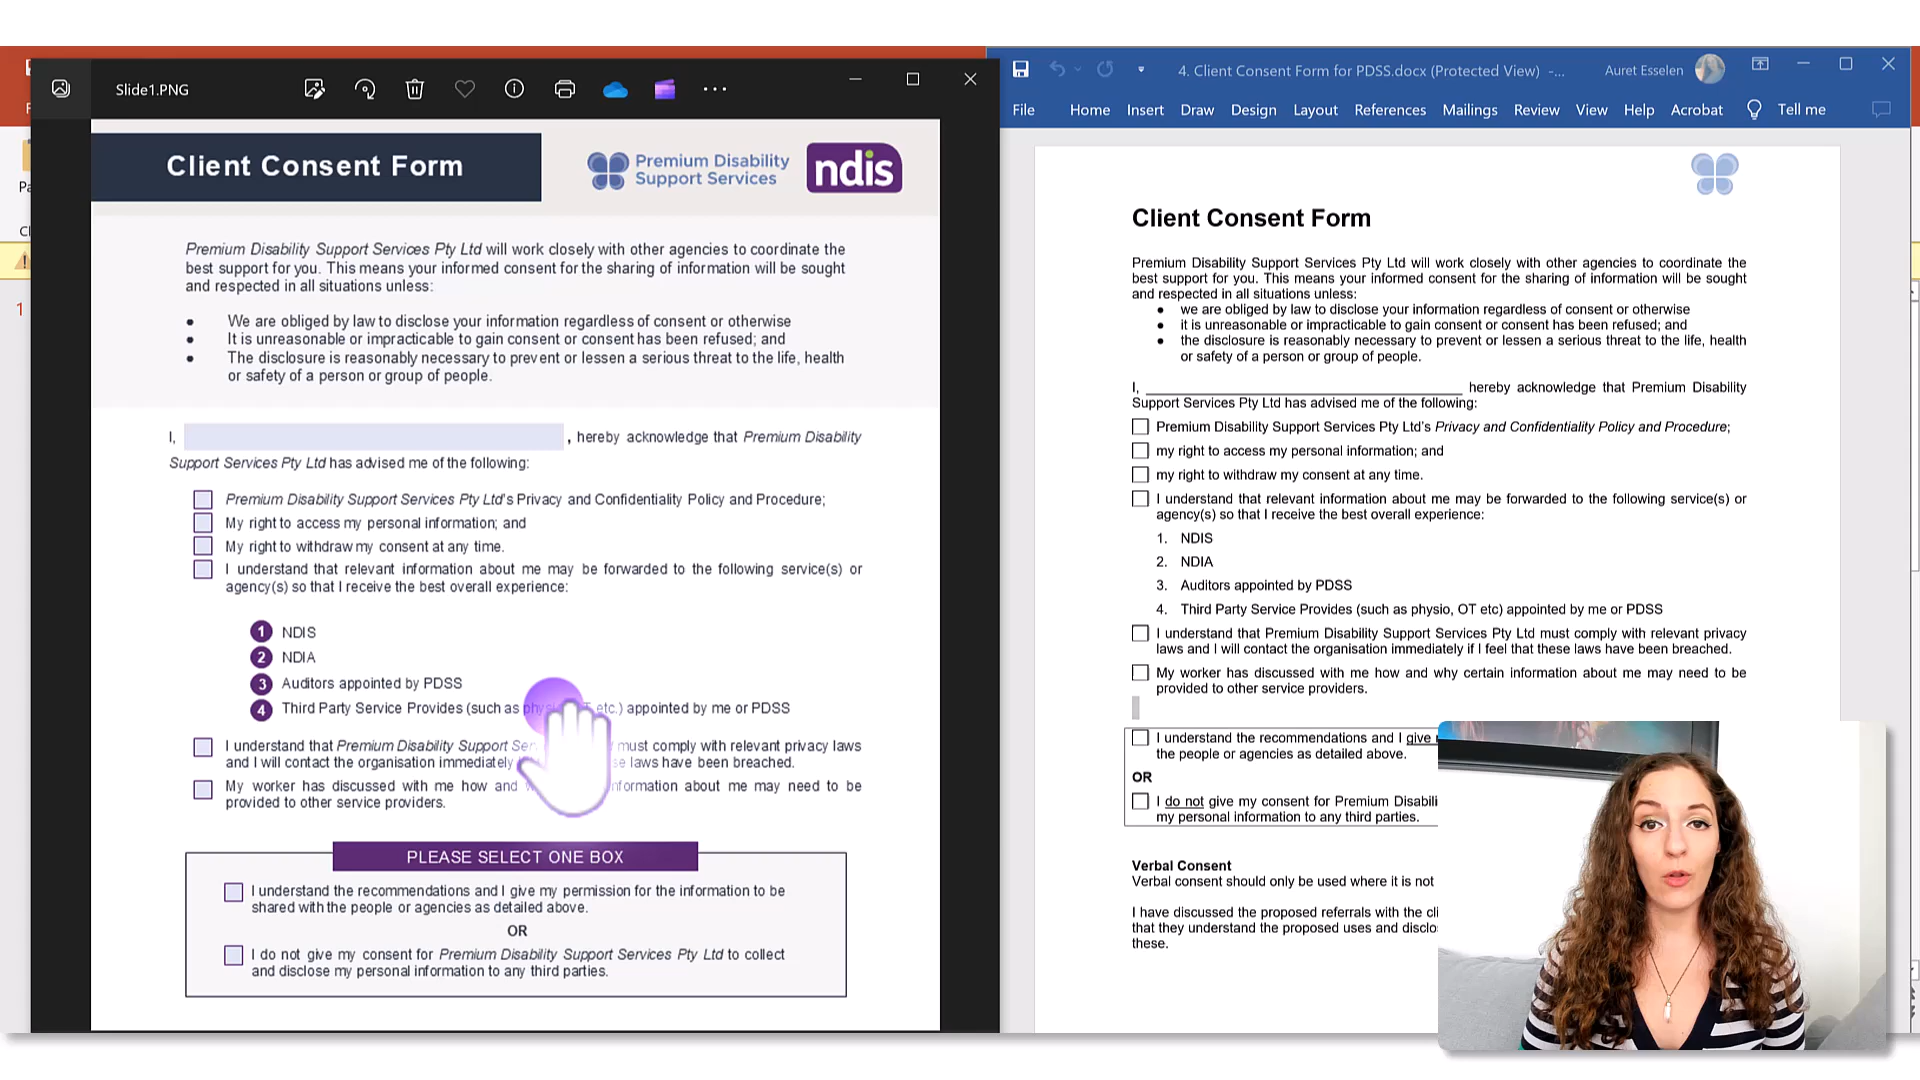 Slide1.PNG
Client Consent Form
Premium Disability
Support Services
ndis
Premium Disability Support Services Pty Ltd will work closely with other agencies to coordinate the
best support for you. This means your informed consent for the sharing of information will be sought
and respected in all situations unless:
We are obliged by law to disclose your information regardless of consent or otherwise
It is unreasonable or impracticable to gain consent or consent has been refused; and
The disclosure is reasonably necessary to prevent or lessen a serious threat to the life, health
or safety of a person or group of people.
I, , hereby acknowledge that Premium Disability
Support Services Pty Ltd has advised me of the following:
Premium Disability Support Services Pty Ltd's Privacy and Confidentiality Policy and Procedure;
My right to access my personal information; and
My right to withdraw my consent at any time.
I understand that relevant information about me may be forwarded to the following service(s) or
agency(s) so that I receive the best overall experience:
1 NDIS
2 NDIA
3 Auditors appointed by PDSS
4 Third Party Service Provides (such as etc.) appointed by me or PDSS
I understand that Premium Disability Support must comply with relevant privacy laws
and I will contact the organisation immediately laws have been breached.
My worker has discussed with me how and information about me may need to be
provided to other service providers.
PLEASE SELECT ONE BOX
I understand the recommendations and I give my permission for the information to be
shared with the people or agencies as detailed above.
OR
I do not give my consent for Premium Disability Support Services Pty Ltd to collect
and disclose my personal information to any third parties.
4. Client Consent Form for PDSS.docx (Protected View) -...
Auret Esselen
File Home Insert Draw Design Layout References Mailings Review View Help Acrobat Tell me
Client Consent Form
Premium Disability Support Services Pty Ltd will work closely with other agencies to coordinate the
best support for you. This means your informed consent for the sharing of information will be sought
and respected in all situations unless:
we are obliged by law to disclose your information regardless of consent or otherwise
it is unreasonable or impracticable to gain consent or consent has been refused; and
the disclosure is reasonably necessary to prevent or lessen a serious threat to the life, health
or safety of a person or group of people.
I, hereby acknowledge that Premium Disability
Support Services Pty Ltd has advised me of the following:
Premium Disability Support Services Pty Ltd's Privacy and Confidentiality Policy and Procedure;
my right to access my personal information; and
my right to withdraw my consent at any time.
I understand that relevant information about me may be forwarded to the following service(s) or
agency(s) so that I receive the best overall experience:
1. NDIS
2. NDIA
3. Auditors appointed by PDSS
4. Third Party Service Provides (such as physio, OT etc) appointed by me or PDSS
I understand that Premium Disability Support Services Pty Ltd must comply with relevant privacy
laws and I will contact the organisation immediately if I feel that these laws have been breached.
My worker has discussed with me how and why certain information about me may need to be
provided to other service providers.
I understand the recommendations and I give
the people or agencies as detailed above.
OR
I do not give my consent for Premium
my personal information to any third parties.
Verbal Consent
Verbal consent should only be used where it is not
I have discussed the proposed referrals with the
that they understand the proposed uses and
these.
1